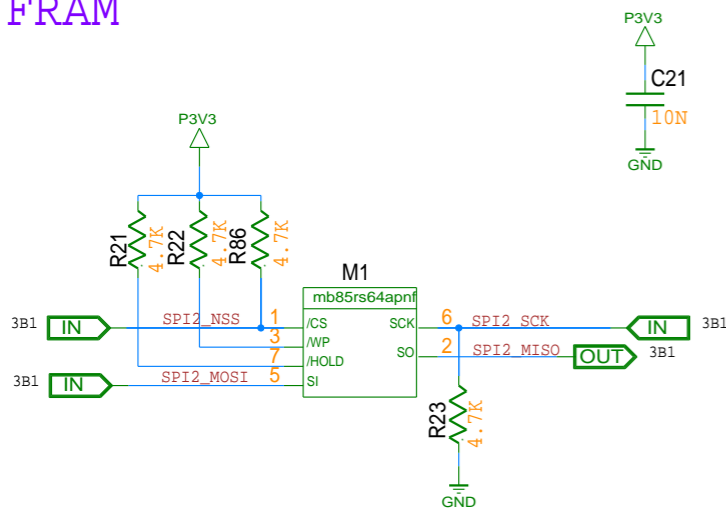 FRAM
P3V3
C21
10N
GND
P3V3
R21
4.7K
R22
4.7K
R86
4.7K
M1
mb85rs64apnf
3B1
IN
SPI2_NSS
1
/CS
3
/WP
7
/HOLD
3B1
IN
SPI2_MOSI
5
SI
SCK
6
SPI2_SCK
IN
3B1
SO
2
SPI2_MISO
OUT
3B1
R23
4.7K
GND